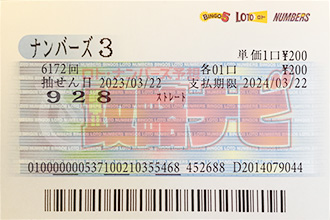 BINGO5 LOTO NUMBERS
ナンバーズ3 単価1口¥200
6172回 各01口 ¥200
抽せん日 2023/03/22 支払期限 2024/03/22
928 ストレート
010000000537100210355468 452688 D2014079044